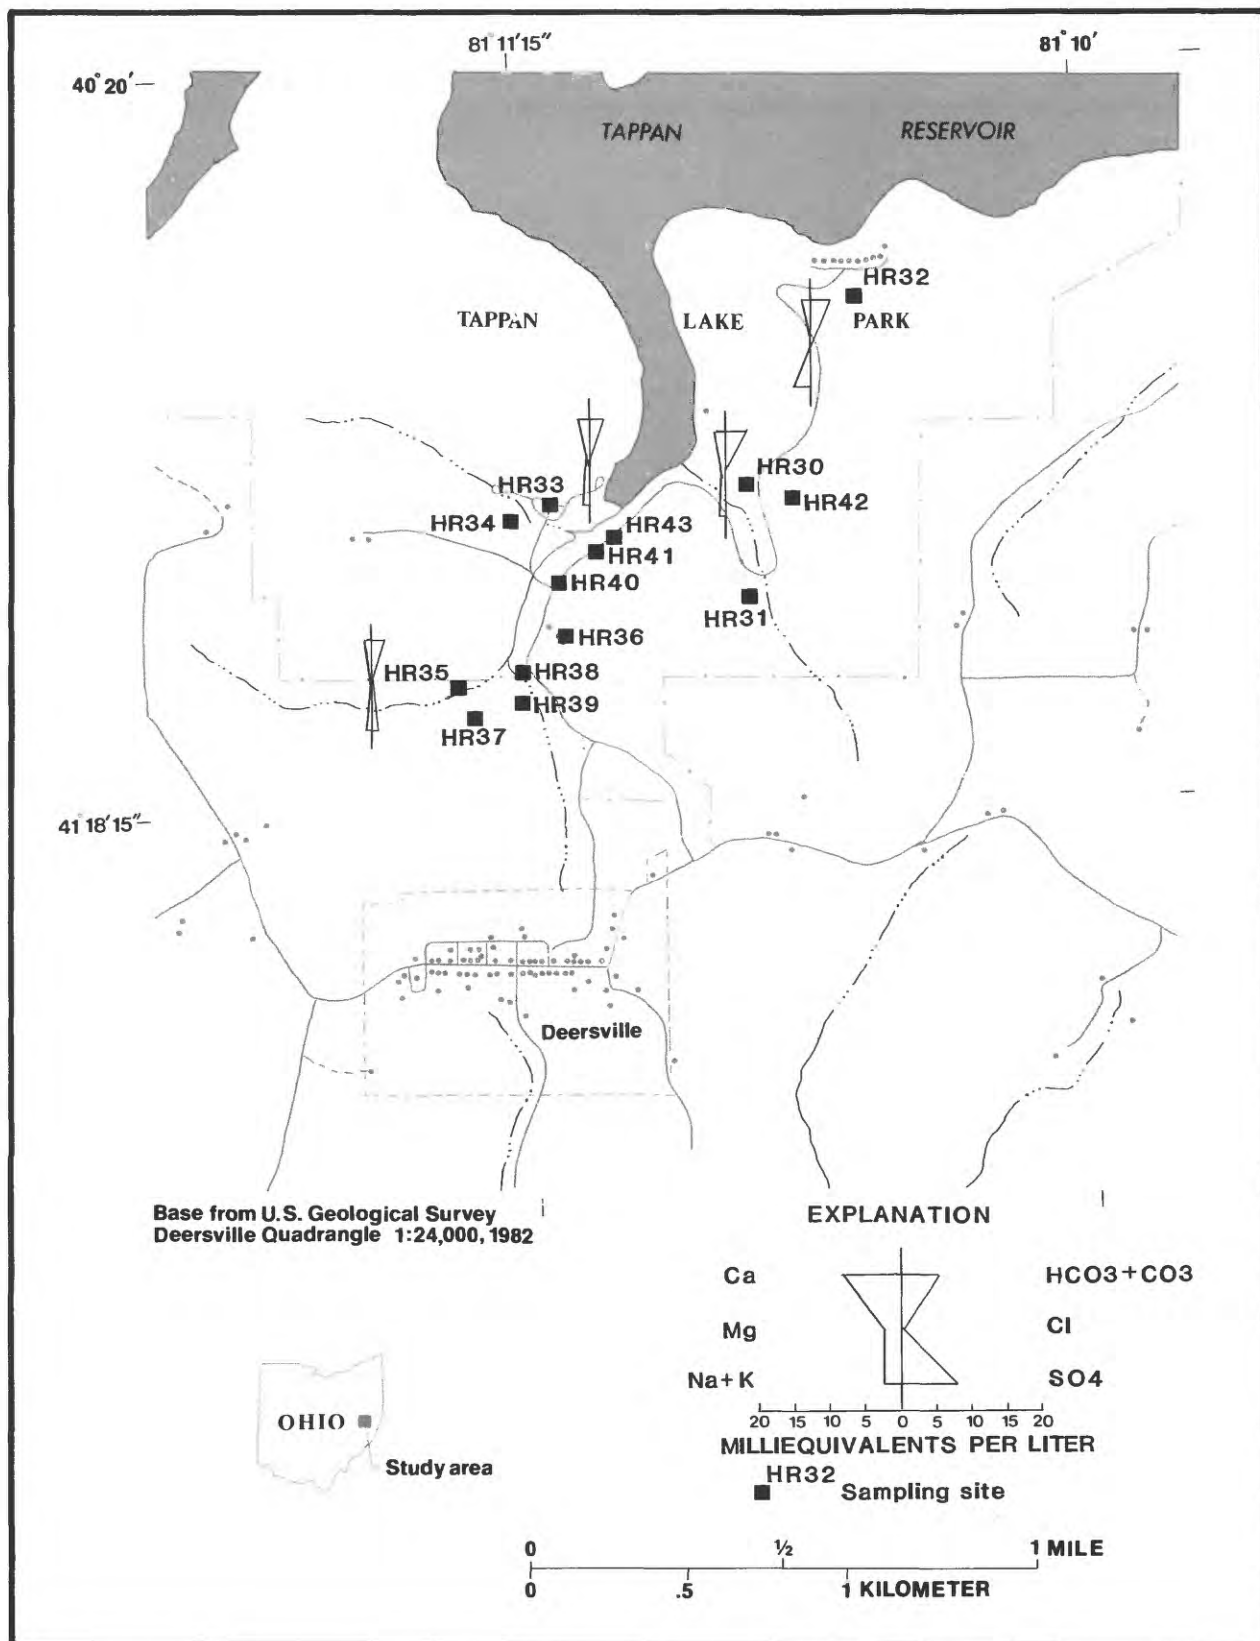 81°11'15"
81°10'
40°20'
TAPPAN RESERVOIR
HR32
TAPPAN LAKE PARK
HR30
HR33
HR42
HR34
HR43
HR41
HR40
HR31
HR36
HR35
HR38
HR39
HR37
41°18'15"
Deersville
Base from U.S. Geological Survey
Deersville Quadrangle 1:24,000, 1982
EXPLANATION
Ca HCO3+CO3
Mg Cl
Na+K SO4
20 15 10 5 0 5 10 15 20
MILLIEQUIVALENTS PER LITER
HR32
Sampling site
OHIO
Study area
0 ½ 1 MILE
0 .5 1 KILOMETER